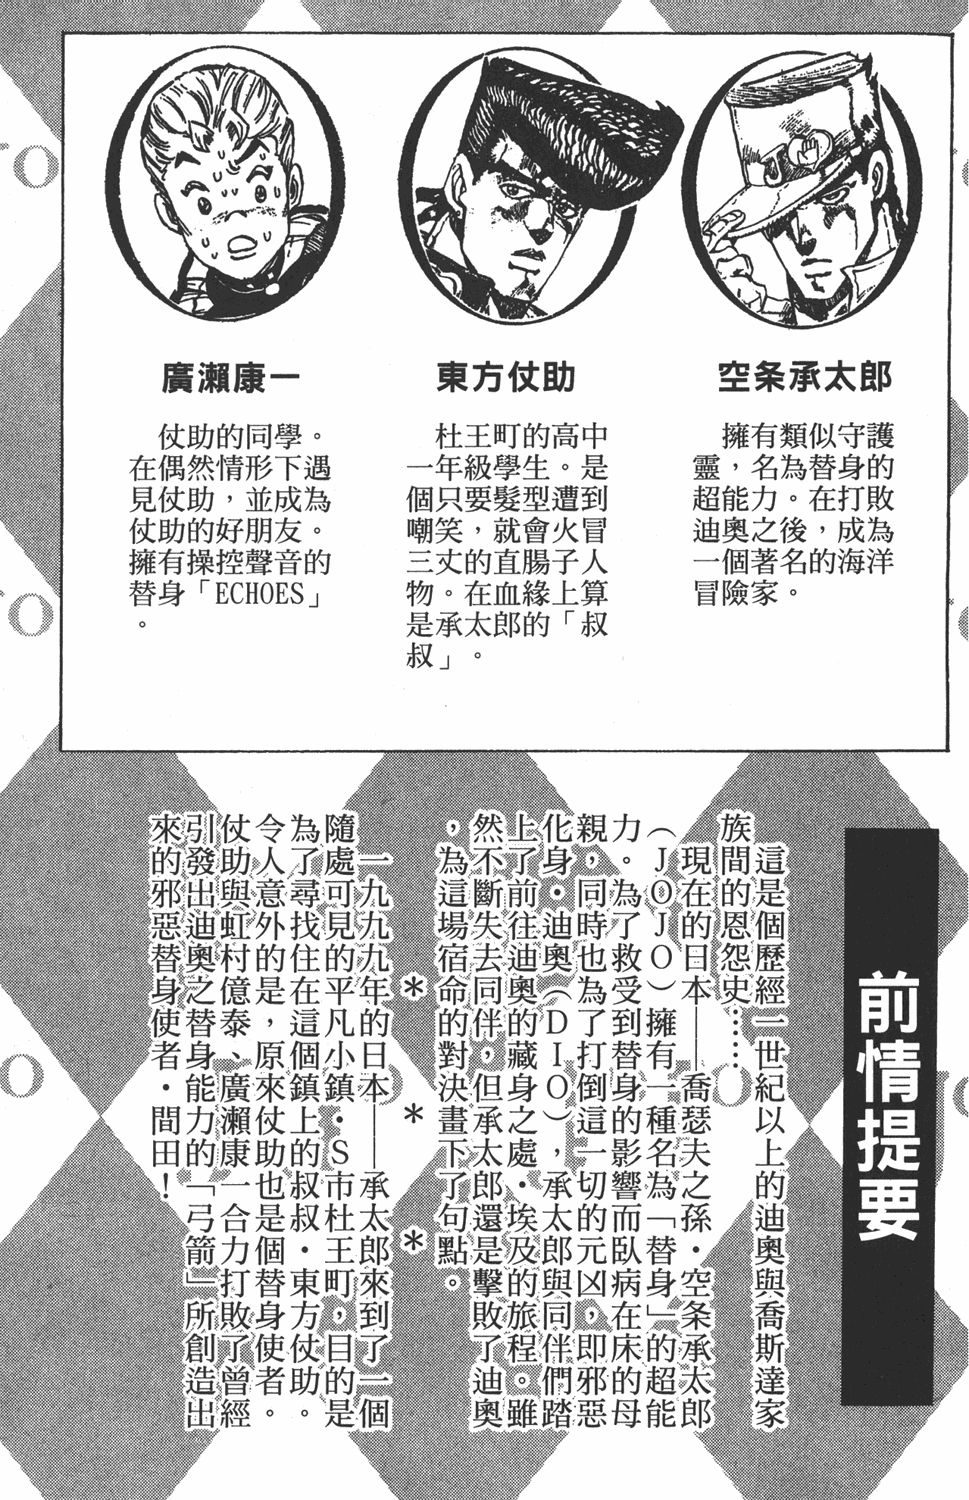 空条承太郎
擁有類似守護
靈，名為替身的
超能力。在打敗
迪奧之後，成為
一個著名的海洋
冒險家。
東方仗助
杜王町的高中
一年級學生。是
個只要髮型遭到
嘲笑，就會火冒
三丈的直腸子人
物。在血緣上算
是承太郎的「叔
叔」。
廣瀨康一
仗助的同學。
在偶然情形下遇
見仗助，並成為
仗助的好朋友。
擁有操控聲音的
替身「ECHOES」
。
前情提要
這是個歷經一世紀以上的迪奧與喬斯達家
族間的恩怨史……
現在的日本——喬瑟夫之孫・空条承太郎
（ＪＯＪＯ）擁有一種名為「替身」的超能
力。為了救受到替身的影響而臥病在床的母
親，同時也為了打倒這一切的元凶，即邪惡
化身・迪奧（ＤＩＯ），承太郎與同伴們踏
上了前往迪奧的藏身之處・埃及的旅程。雖
然不斷失去同伴，但承太郎還是擊敗了迪奧
，為這場宿命的對決畫下了句點。
＊　＊　＊
一九九九年的日本——承太郎來到了一個
隨處可見的平凡小鎮・Ｓ市杜王町，目的是
為了尋找住在這個鎮上的叔叔・東方仗助。
令人意外的是，原來仗助也是個替身使者。
仗助與虹村億泰、廣瀨康一合力打敗了曾經
引發出迪奧之替身能力的「弓箭」所創造出
來的邪惡替身使者・間田！